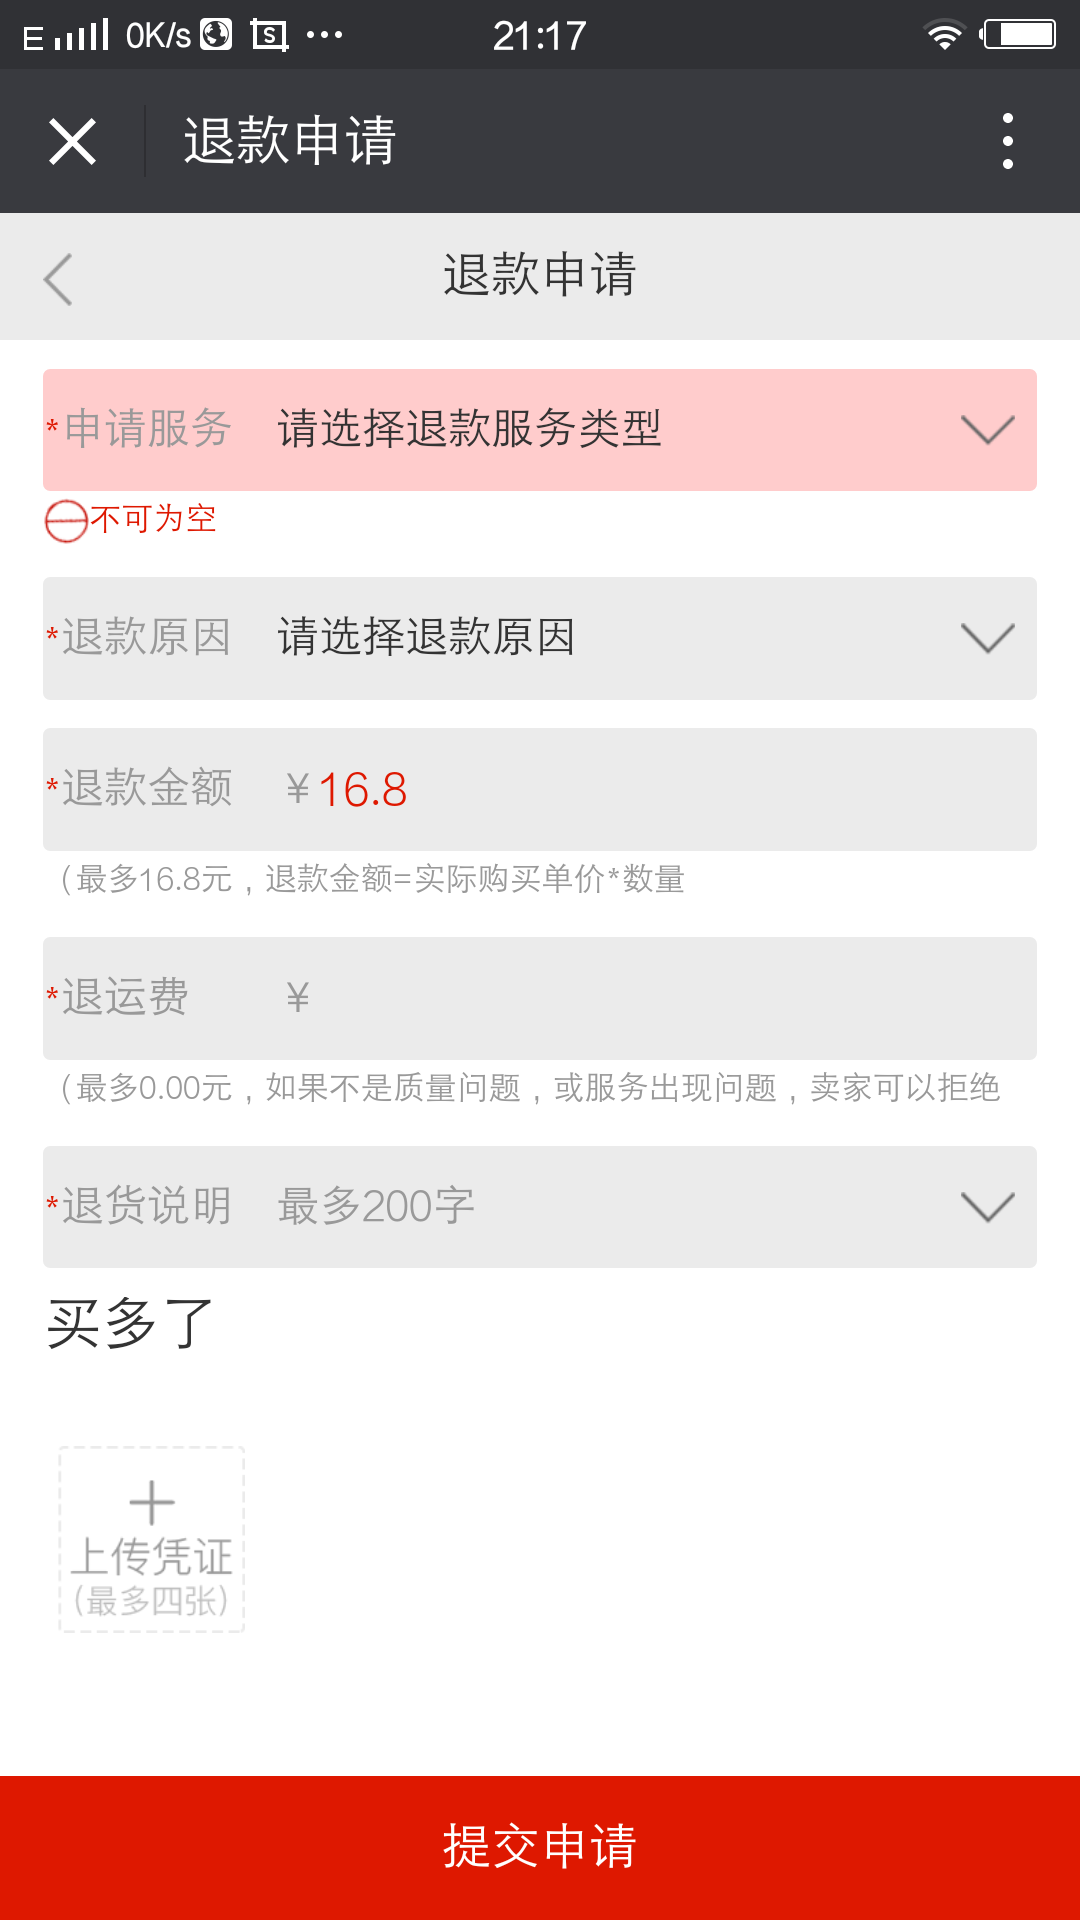 E 0K/s S ... 21:17
退款申请
退款申请
*申请服务 请选择退款服务类型
不可为空
*退款原因 请选择退款原因
*退款金额 ¥16.8
（最多16.8元，退款金额=实际购买单价*数量
*退运费 ¥
（最多0.00元，如果不是质量问题，或服务出现问题，卖家可以拒绝
*退货说明 最多200字
买多了
上传凭证
(最多四张)
提交申请